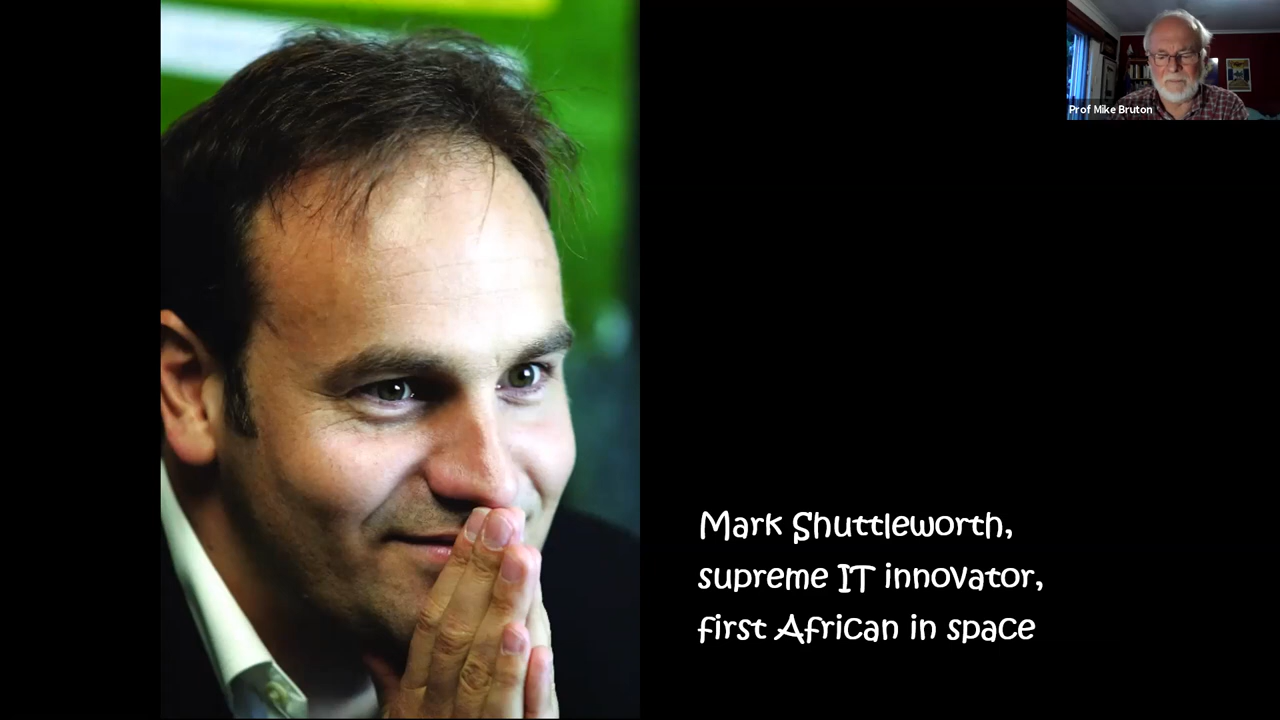 Prof Mike Bruton
Mark Shuttleworth,
supreme IT innovator,
first African in space